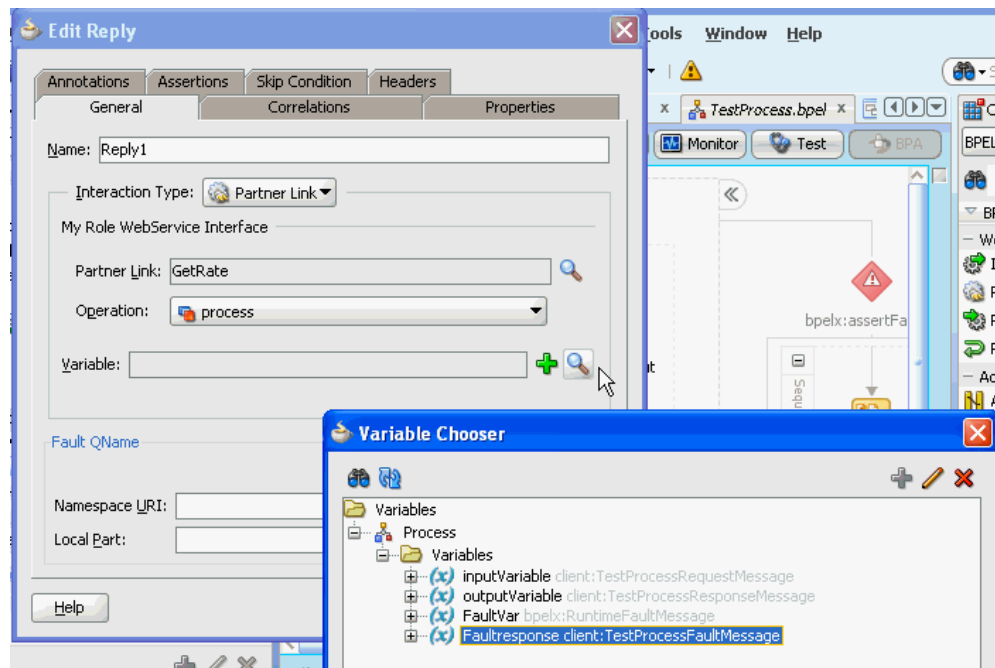 Edit Reply
Tools Window Help
Annotations Assertions Skip Condition Headers
General Correlations Properties
TestProcess.bpel
Name: Reply1
Monitor Test BPA
BPEL
Interaction Type: Partner Link
My Role WebService Interface
Partner Link: GetRate
Operation: process
bpelx:assertFa
Variable:
Sequ
Fault QName
Variable Chooser
Namespace URI:
Local Part:
Variables
Process
Variables
inputVariable client:TestProcessRequestMessage
outputVariable client:TestProcessResponseMessage
FaultVar bpelx:RuntimeFaultMessage
Faultresponse client:TestProcessFaultMessage
Help